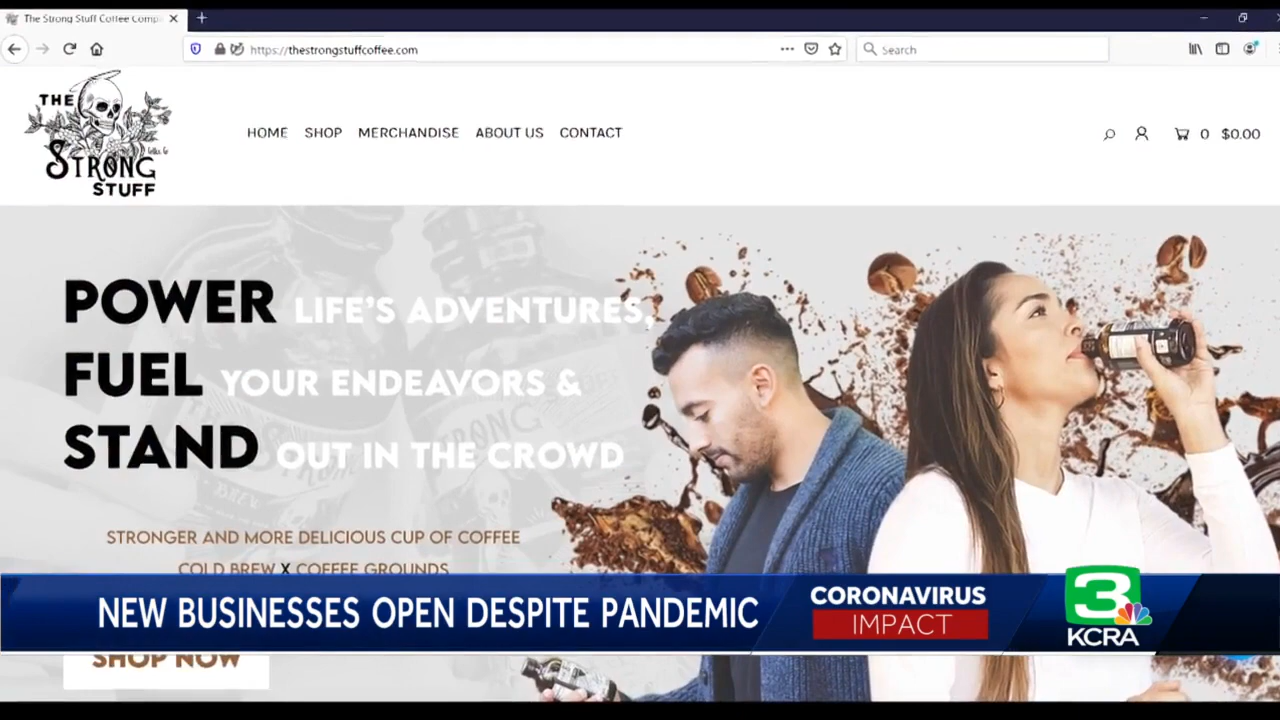 The Strong Stuff Coffee Comp
https://thestrongstuffcoffee.com
Search
THE
STRONG
STUFF
HOME SHOP MERCHANDISE ABOUT US CONTACT
0 $0.00
POWER LIFE'S ADVENTURES,
FUEL YOUR ENDEAVORS &
STAND OUT IN THE CROWD
STRONGER AND MORE DELICIOUS CUP OF COFFEE
COLD BREW X COFFEE GROUNDS
NEW BUSINESSES OPEN DESPITE PANDEMIC
CORONAVIRUS
IMPACT
3
KCRA
SHOP NOW